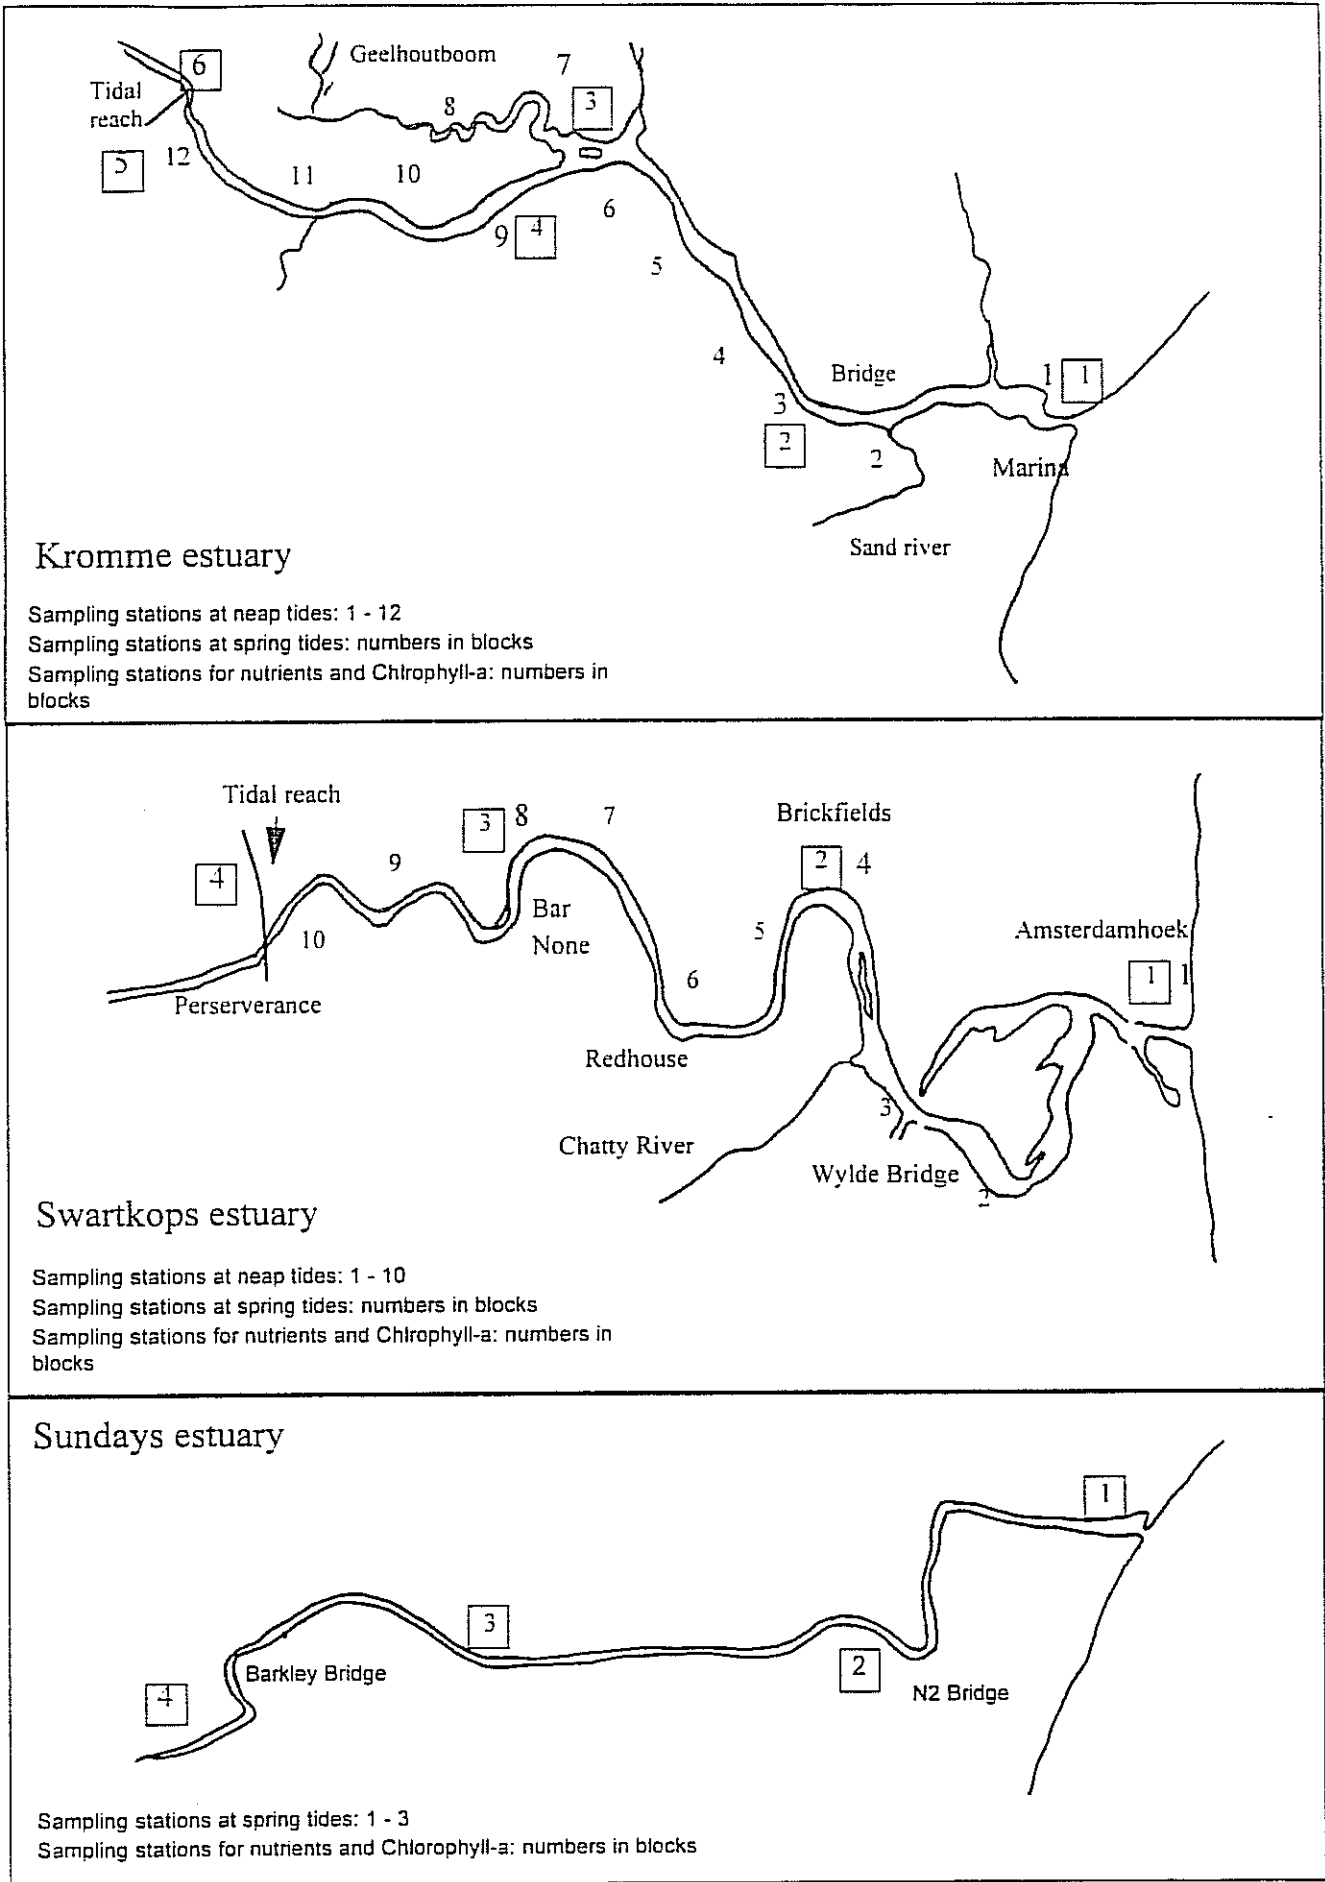 6
Geelhoutboom
7
Tidal
reach
8
3
5
12
11
10
9
4
6
5
4
Bridge
1
1
3
2
2
Marina
Sand river
Kromme estuary
Sampling stations at neap tides: 1 - 12
Sampling stations at spring tides: numbers in blocks
Sampling stations for nutrients and Chlrophyll-a: numbers in
blocks
Tidal reach
3
8
7
Brickfields
4
9
2
4
10
Bar
None
5
Amsterdamhoek
6
1
1
Perserverance
Redhouse
3
Chatty River
Wylde Bridge
2
Swartkops estuary
Sampling stations at neap tides: 1 - 10
Sampling stations at spring tides: numbers in blocks
Sampling stations for nutrients and Chlrophyll-a: numbers in
blocks
Sundays estuary
1
3
2
Barkley Bridge
4
N2 Bridge
Sampling stations at spring tides: 1 - 3
Sampling stations for nutrients and Chlorophyll-a: numbers in blocks